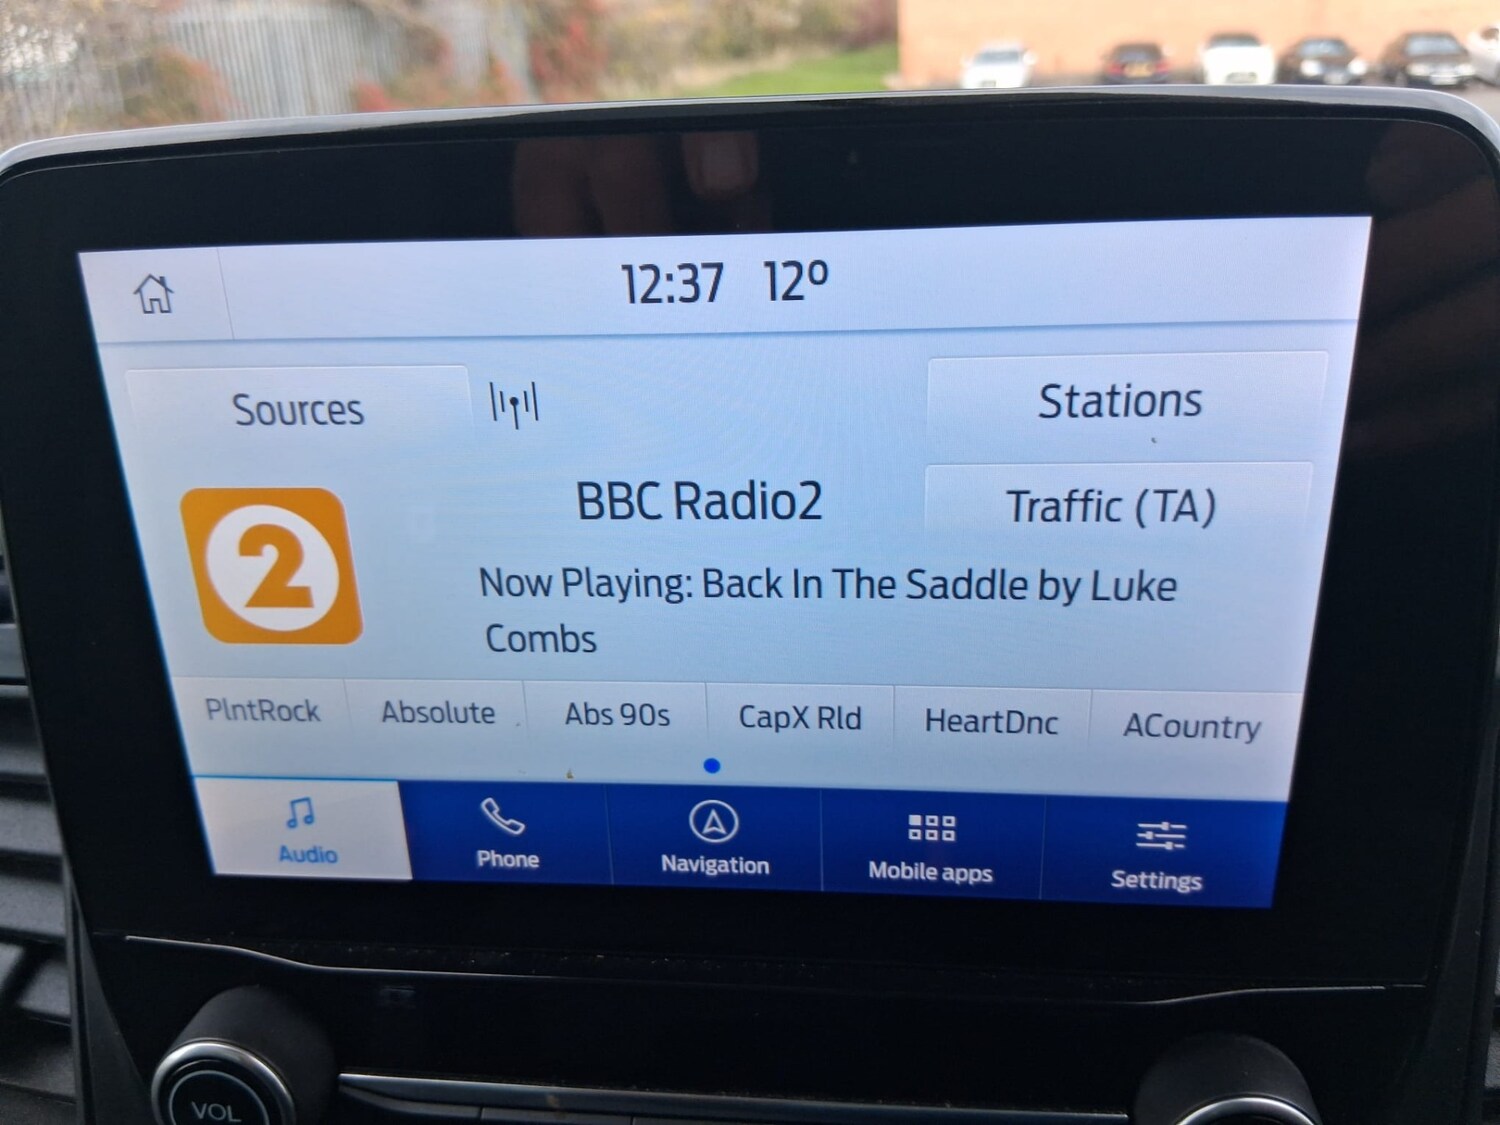 12:37 12º
Sources
Stations
2
BBC Radio2
Traffic (TA)
Now Playing: Back In The Saddle by Luke
Combs
PlntRock Absolute Abs 90s CapX Rld HeartDnc ACountry
Audio Phone Navigation Mobile apps Settings
VOL